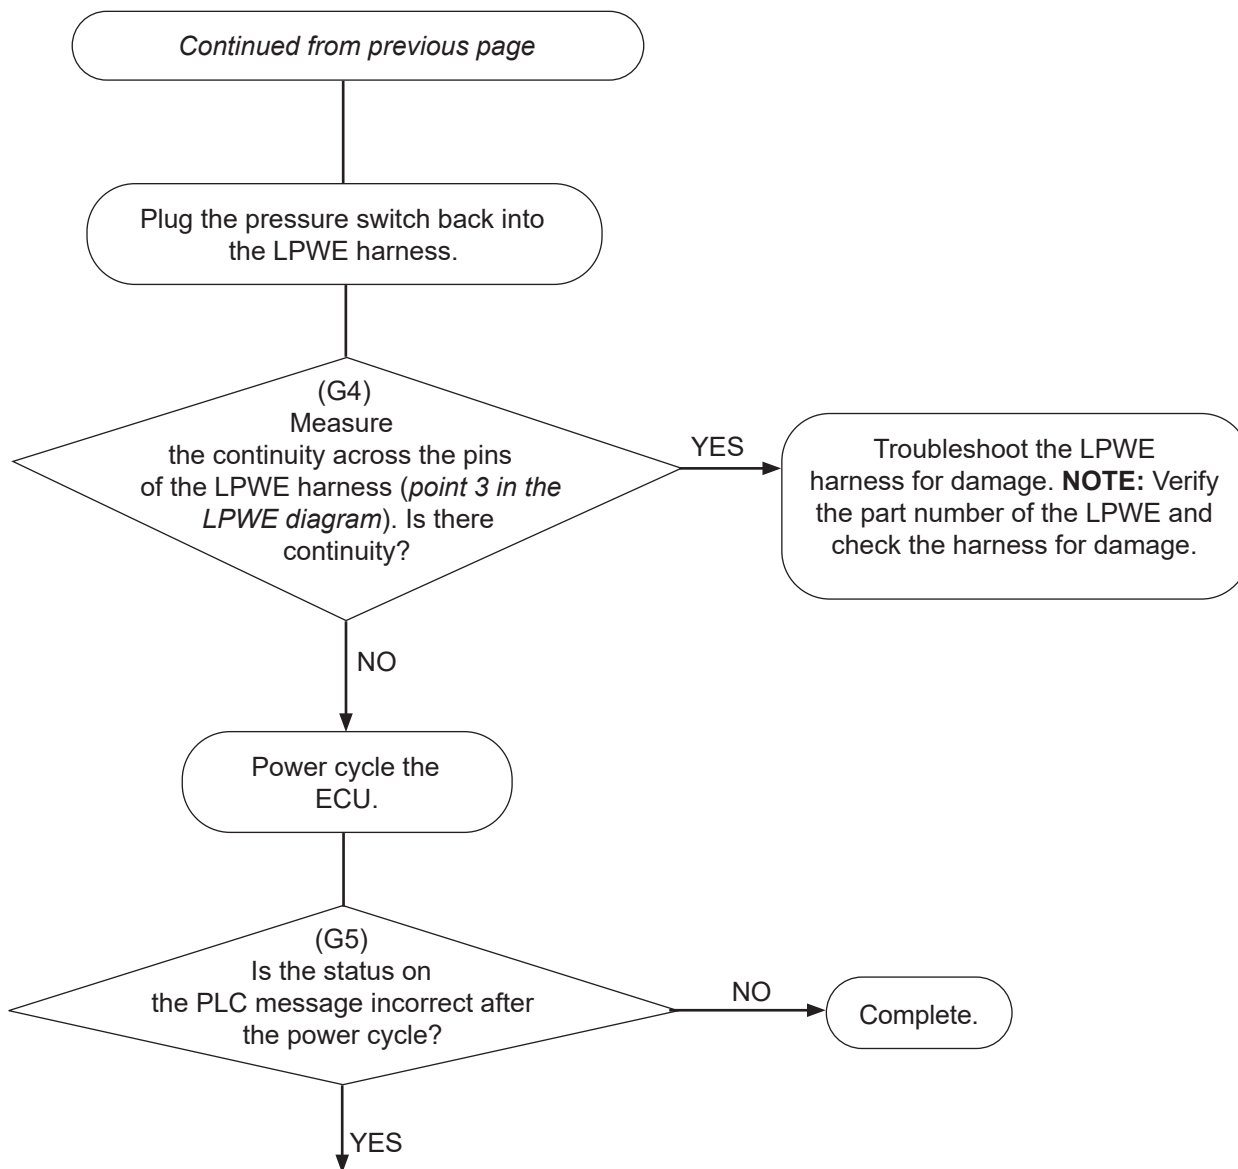 Continued from previous page
Plug the pressure switch back into
the LPWE harness.
(G4)
Measure
the continuity across the pins
of the LPWE harness (point 3 in the
LPWE diagram). Is there
continuity?
YES
Troubleshoot the LPWE
harness for damage. NOTE: Verify
the part number of the LPWE and
check the harness for damage.
NO
Power cycle the
ECU.
(G5)
Is the status on
the PLC message incorrect after
the power cycle?
NO
Complete.
YES